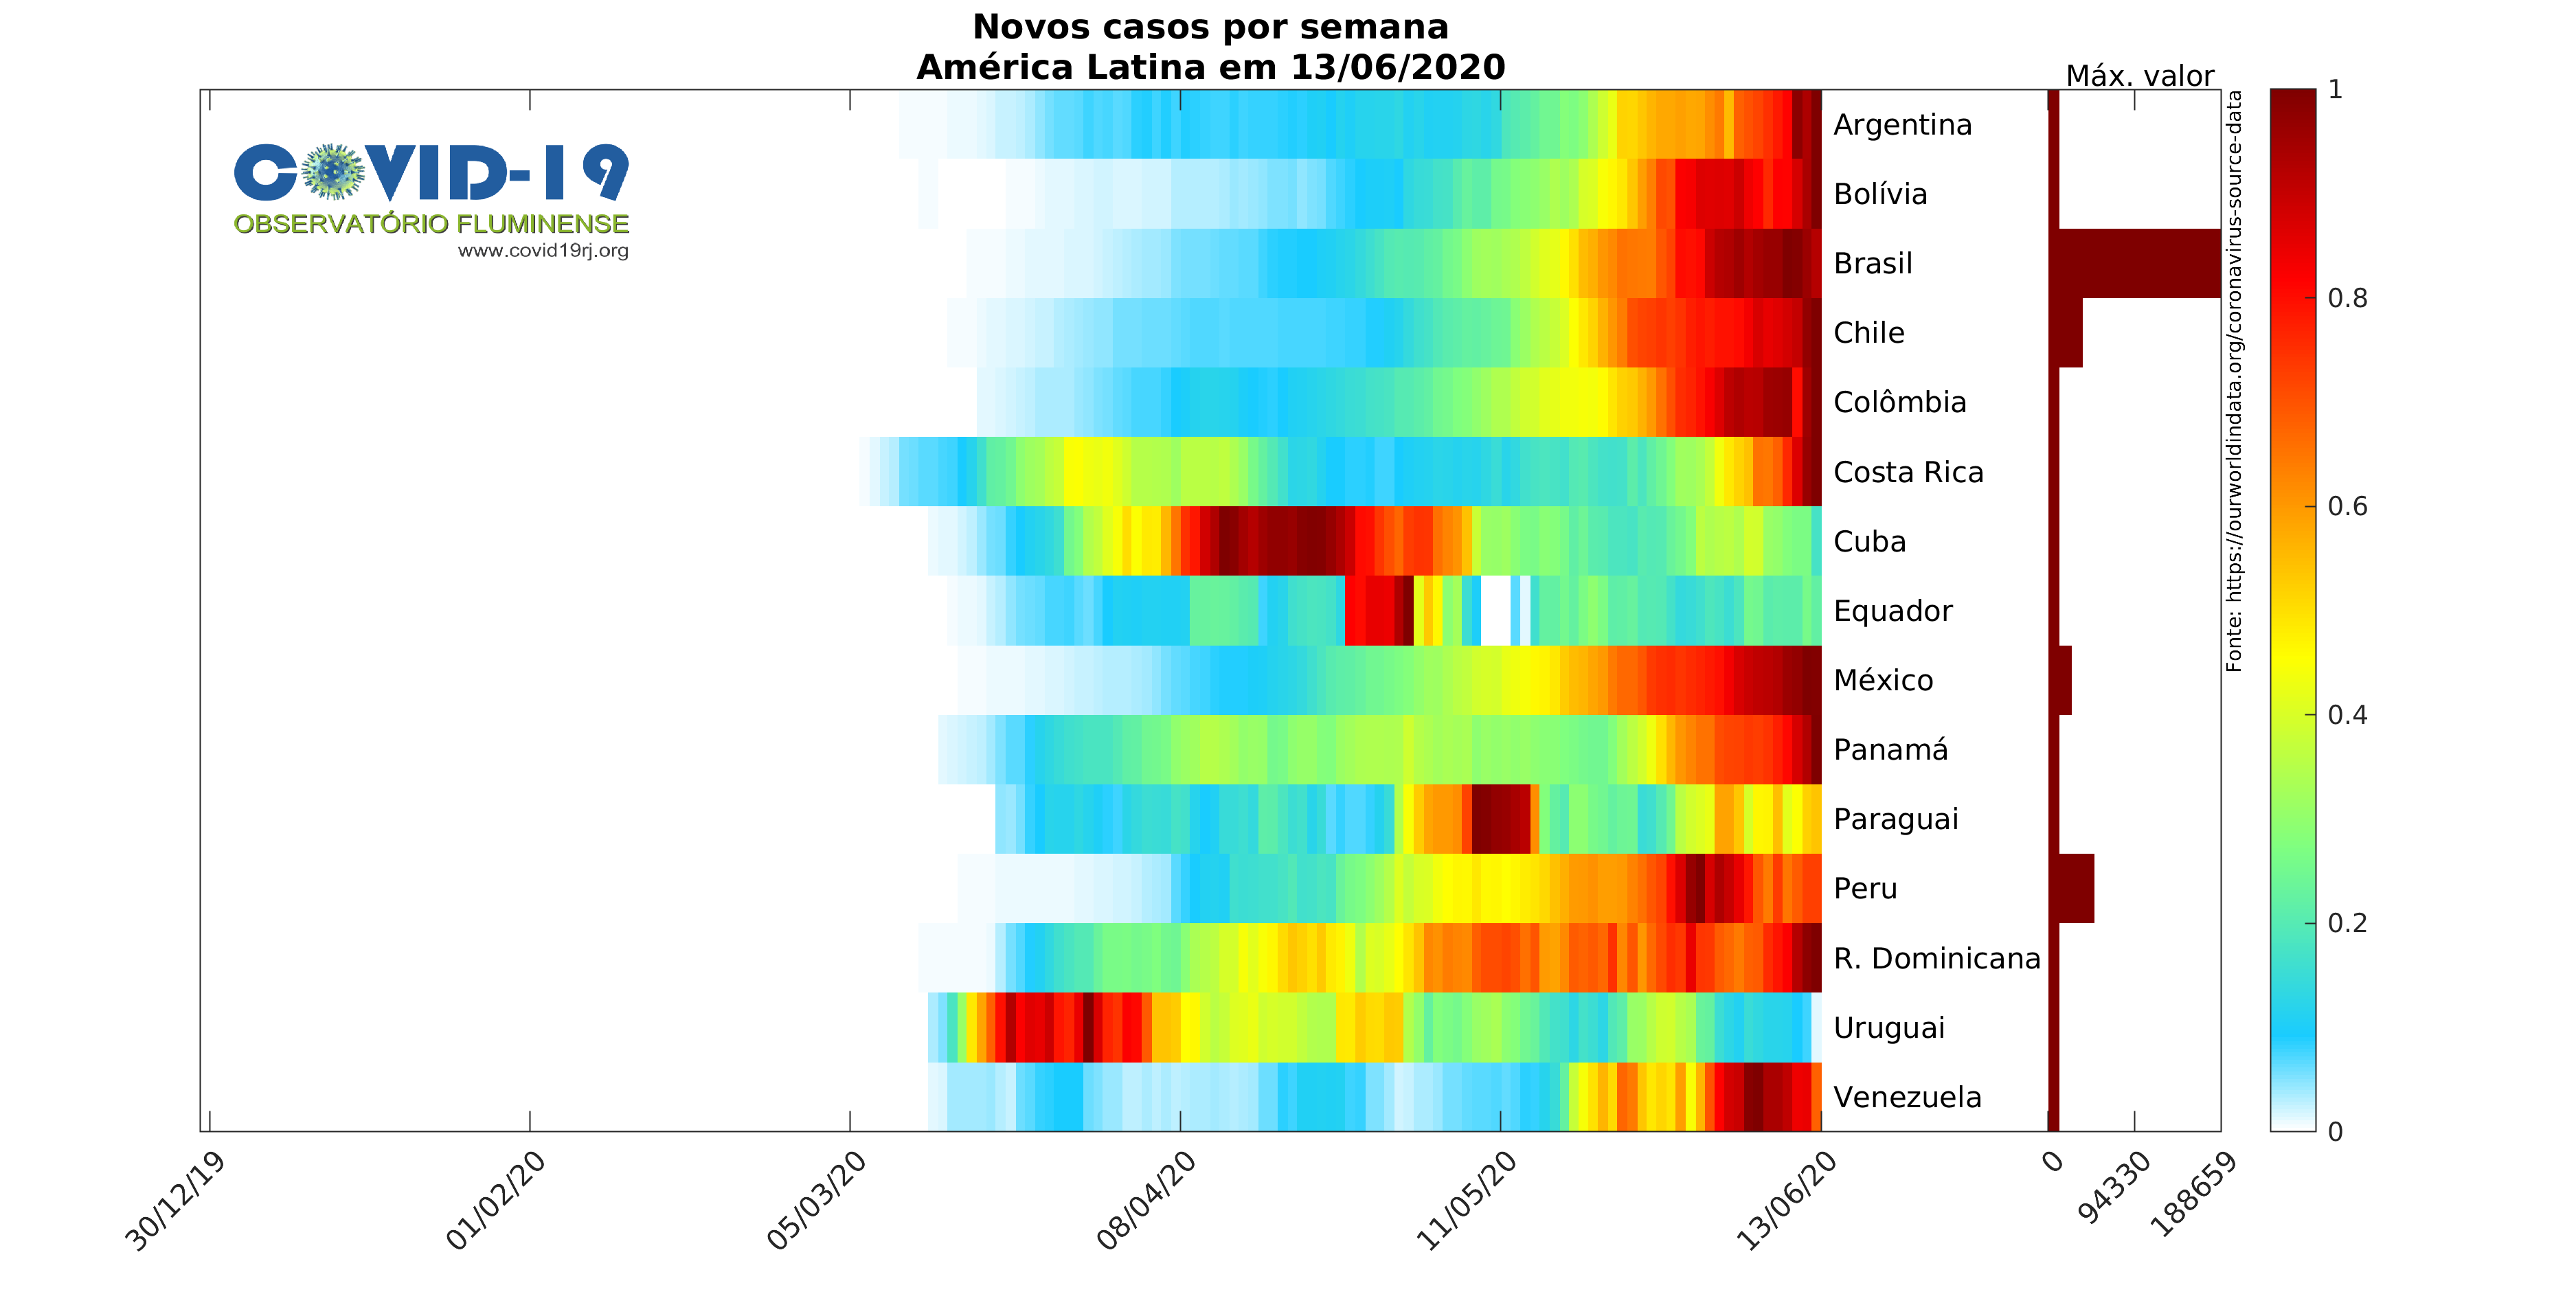 Novos casos por semana
América Latina em 13/06/2020
Máx. valor
COVID-19
OBSERVATÓRIO FLUMINENSE
www.covid19rj.org
Argentina
Bolívia
Brasil
Chile
Colômbia
Costa Rica
Cuba
Equador
México
Panamá
Paraguai
Peru
R. Dominicana
Uruguai
Venezuela
Fonte: https://ourworldindata.org/coronavirus-source-data
1
0.8
0.6
0.4
0.2
0
30/12/19
01/02/20
05/03/20
08/04/20
11/05/20
13/06/20
0
94330
188659